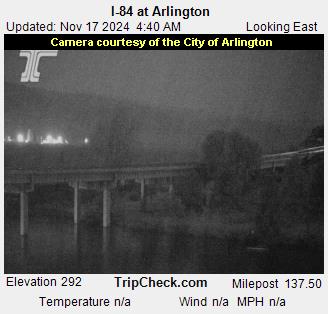 I-84 at Arlington
Updated: Nov 17 2024 4:40 AM Looking East
Camera courtesy of the City of Arlington
Elevation 292 TripCheck.com Milepost 137.50
Temperature n/a Wind n/a MPH n/a